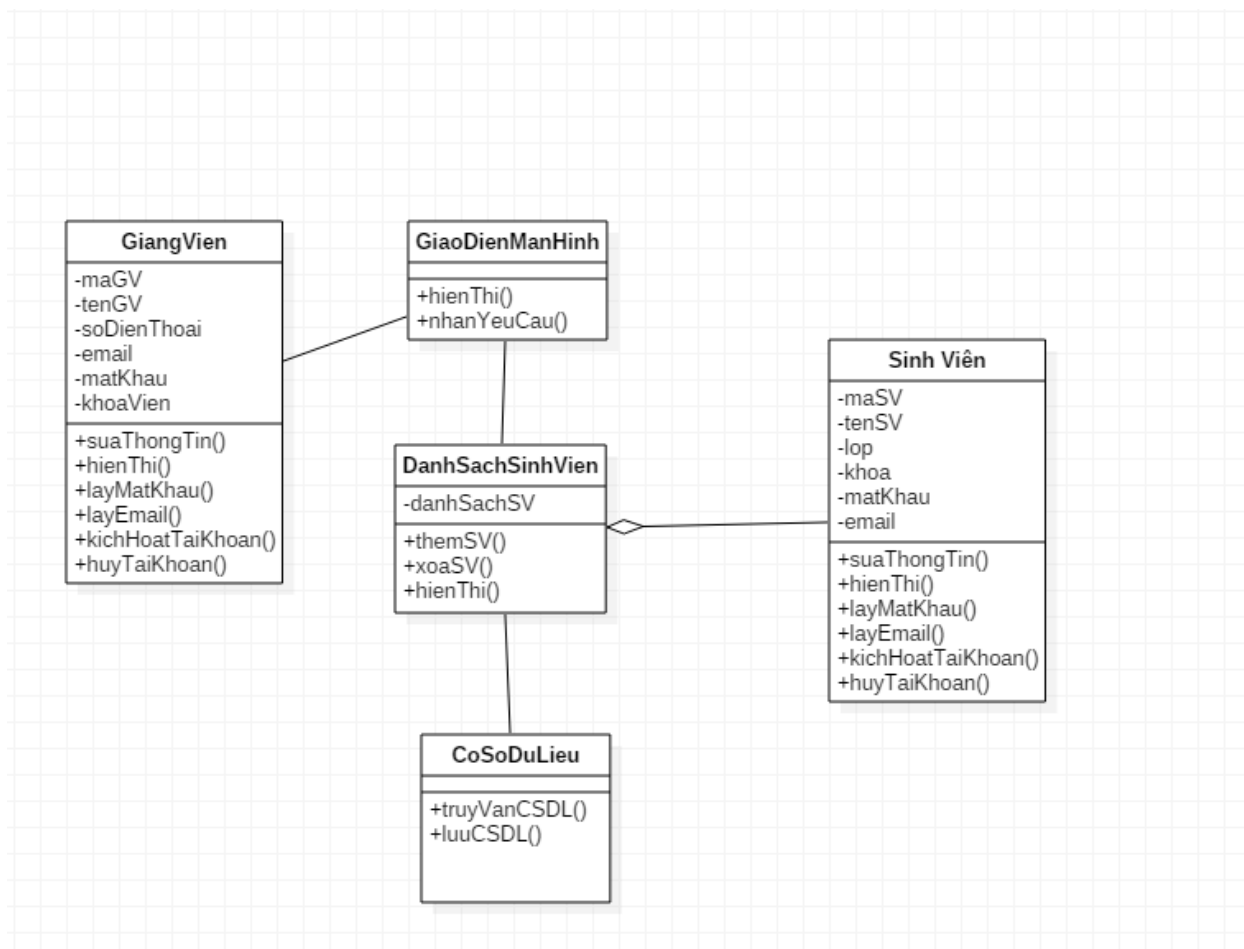 GiangVien
-maGV
-tenGV
-soDienThoai
-email
-matKhau
-khoaVien
+suaThongTin()
+hienThi()
+layMatKhau()
+layEmail()
+kichHoatTaiKhoan()
+huyTaiKhoan()
GiaoDienManHinh
+hienThi()
+nhanYeuCau()
DanhSachSinhVien
-danhSachSV
+themSV()
+xoaSV()
+hienThi()
CoSoDuLieu
+truyVanCSDL()
+luuCSDL()
Sinh Viên
-maSV
-tenSV
-lop
-khoa
-matKhau
-email
+suaThongTin()
+hienThi()
+layMatKhau()
+layEmail()
+kichHoatTaiKhoan()
+huyTaiKhoan()